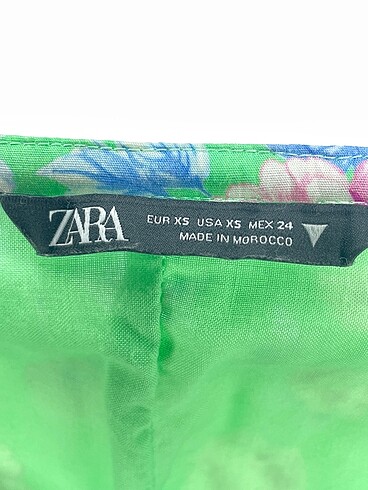 ZARA
EUR XS USA XS MEX 24
MADE IN MOROCCO